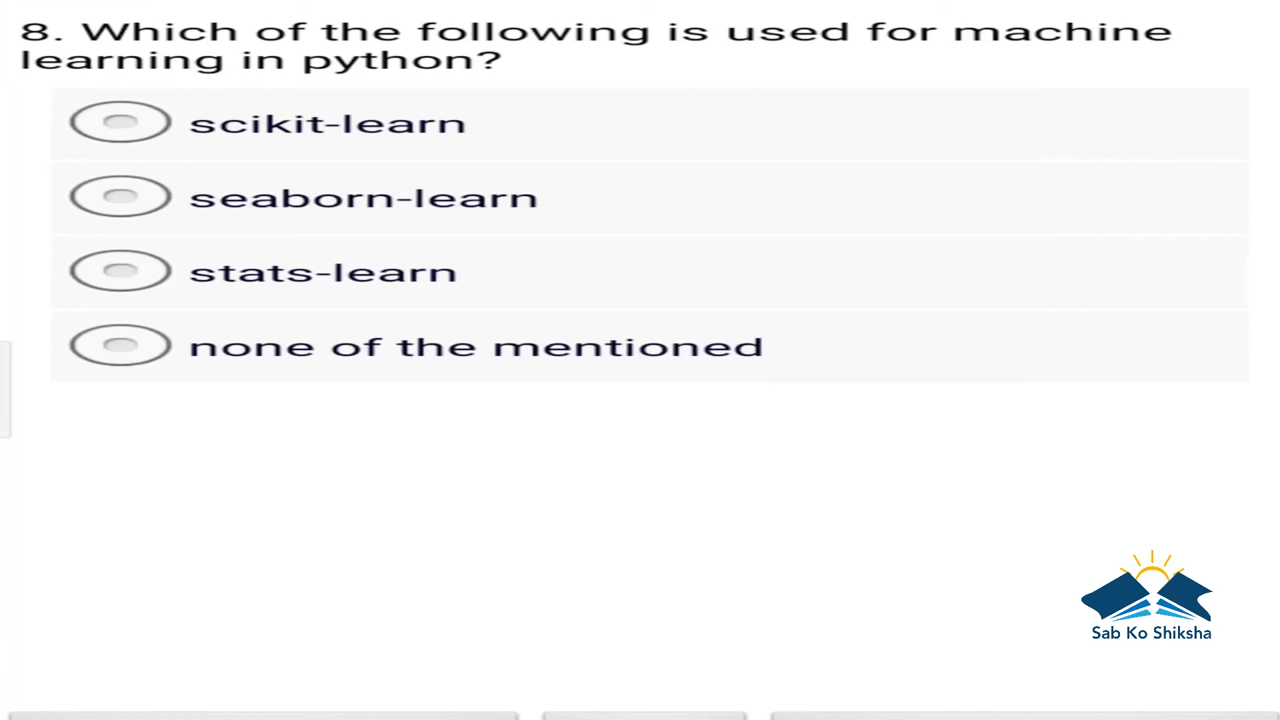 8. Which of the following is used for machine
learning in python?
scikit-learn
seaborn-learn
stats-learn
none of the mentioned
Sab Ko Shiksha